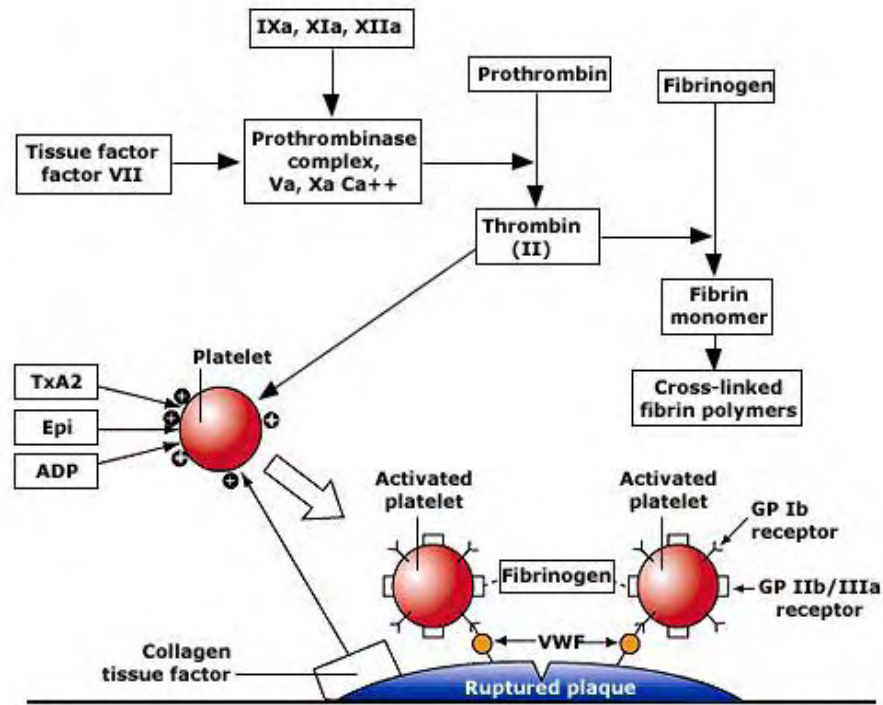 IXa, XIa, XIIa
Prothrombin
Fibrinogen
Tissue factor
factor VII
Prothrombinase
complex,
Va, Xa Ca++
Thrombin
(II)
Fibrin
monomer
Cross-linked
fibrin polymers
Platelet
TxA2
Epi
ADP
Activated
platelet
Activated
platelet
GP Ib
receptor
Fibrinogen
GP IIb/IIIa
receptor
VWF
Collagen
tissue factor
Ruptured plaque